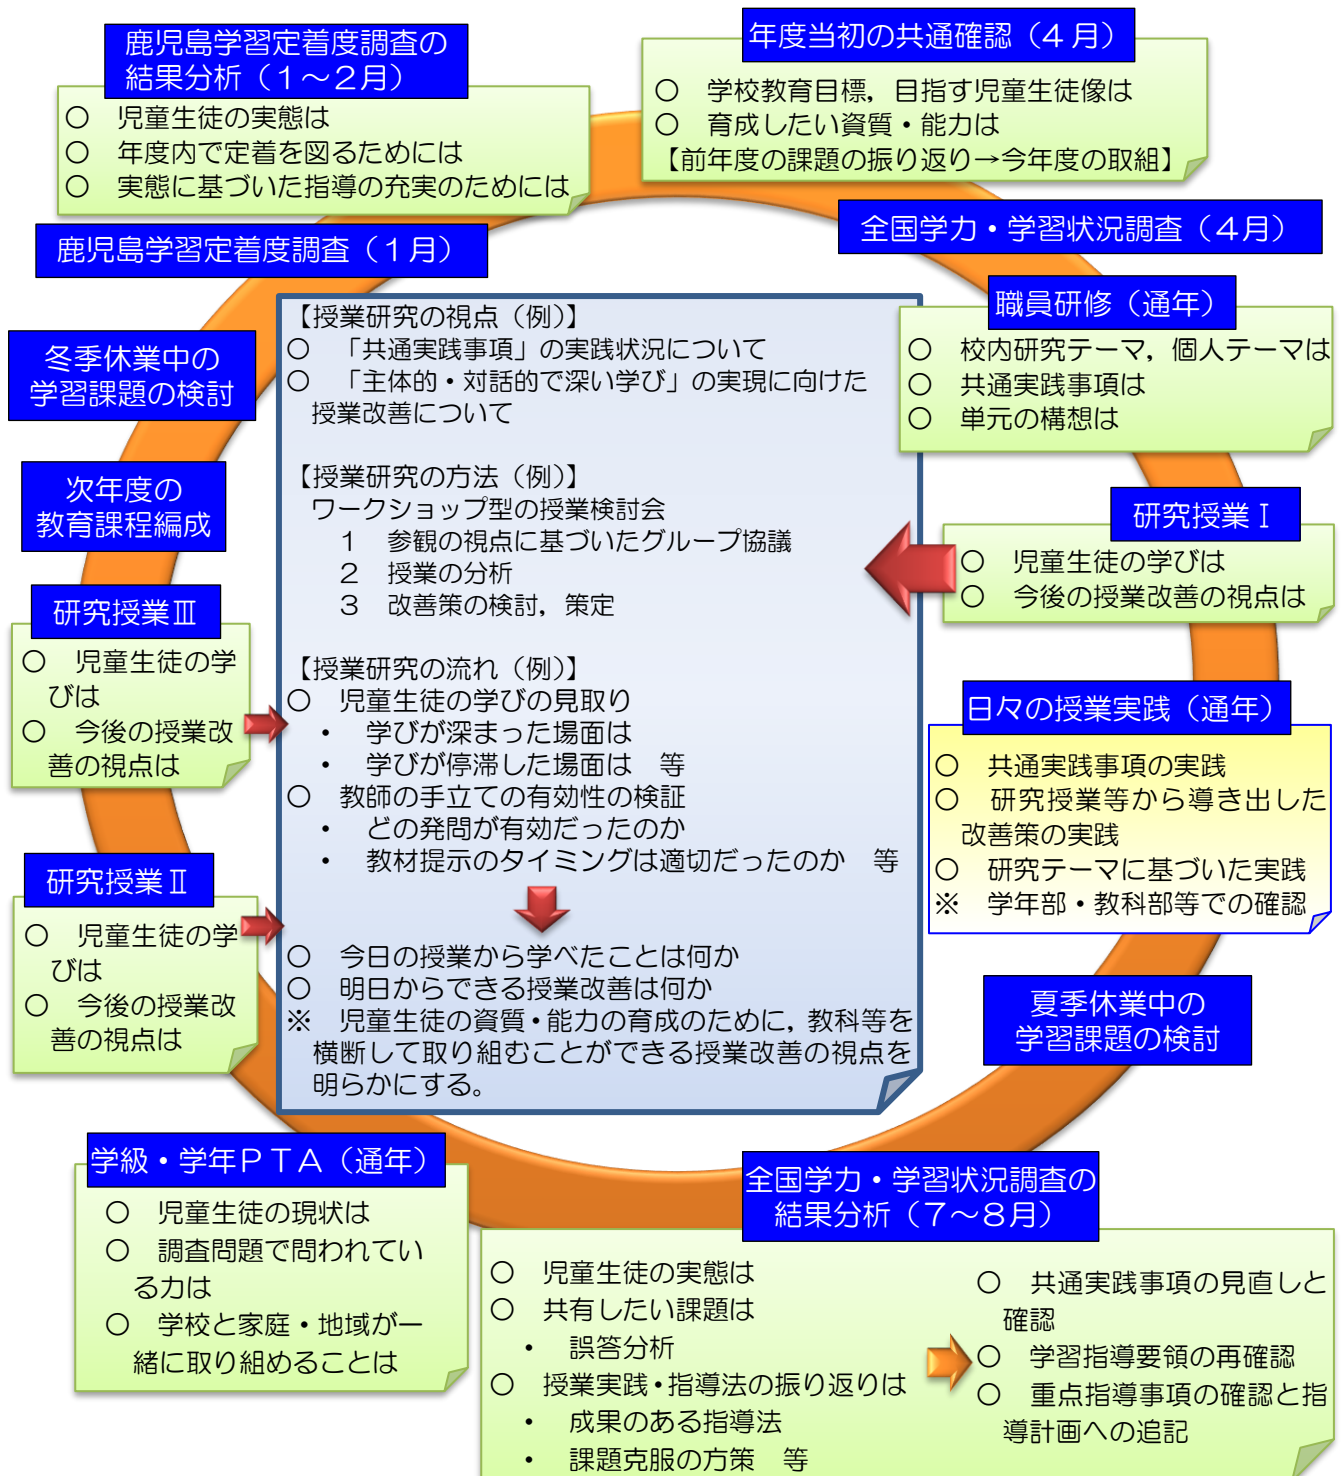 鹿児島学習定着度調査の
結果分析（１～２月）
○　児童生徒の実態は
○　年度内で定着を図るためには
○　実態に基づいた指導の充実のためには
年度当初の共通確認（４月）
○　学校教育目標，目指す児童生徒像は
○　育成したい資質・能力は
【前年度の課題の振り返り→今年度の取組】
鹿児島学習定着度調査（１月）
全国学力・学習状況調査（４月）
職員研修（通年）
○　校内研究テーマ，個人テーマは
○　共通実践事項は
○　単元の構想は
冬季休業中の
学習課題の検討
次年度の
教育課程編成
研究授業Ⅰ
○　児童生徒の学びは
○　今後の授業改善の視点は
【授業研究の視点（例）】
○　「共通実践事項」の実践状況について
○　「主体的・対話的で深い学び」の実現に向けた
授業改善について
【授業研究の方法（例）】
ワークショップ型の授業検討会
１　参観の視点に基づいたグループ協議
２　授業の分析
３　改善策の検討，策定
【授業研究の流れ（例）】
○　児童生徒の学びの見取り
・　学びが深まった場面は
・　学びが停滞した場面は　等
○　教師の手立ての有効性の検証
・　どの発問が有効だったのか
・　教材提示のタイミングは適切だったのか　等
○　今日の授業から学べたことは何か
○　明日からできる授業改善は何か
※　児童生徒の資質・能力の育成のために，教科等を
横断して取り組むことができる授業改善の視点を
明らかにする。
研究授業Ⅲ
○　児童生徒の学
びは
○　今後の授業改
善の視点は
日々の授業実践（通年）
○　共通実践事項の実践
○　研究授業等から導き出した
改善策の実践
○　研究テーマに基づいた実践
※　学年部・教科部等での確認
研究授業Ⅱ
○　児童生徒の学
びは
○　今後の授業改
善の視点は
夏季休業中の
学習課題の検討
学級・学年ＰＴＡ（通年）
○　児童生徒の現状は
○　調査問題で問われてい
る力は
○　学校と家庭・地域が一
緒に取り組めることは
全国学力・学習状況調査の
結果分析（７～８月）
○　児童生徒の実態は
○　共有したい課題は
・　誤答分析
○　授業実践・指導法の振り返りは
・　成果のある指導法
・　課題克服の方策　等
○　共通実践事項の見直しと
確認
○　学習指導要領の再確認
○　重点指導事項の確認と指
導計画への追記